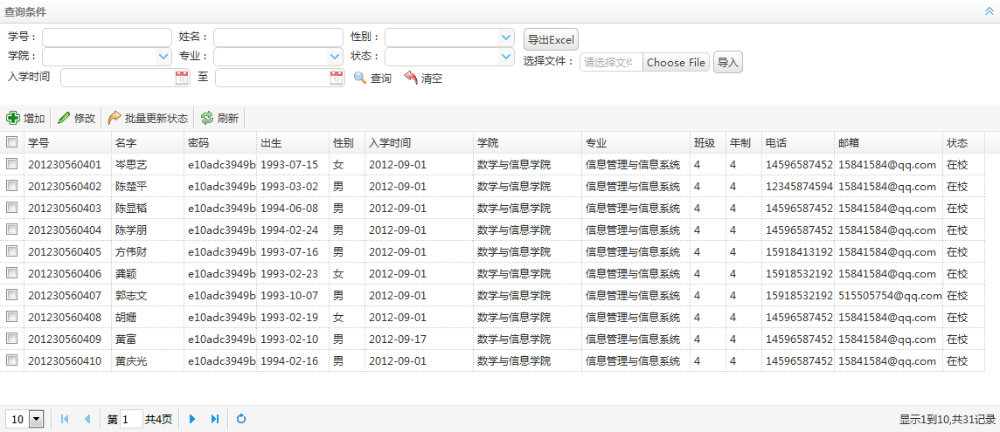 查询条件
学号： 姓名： 性别： 导出Excel
学院： 专业： 状态： 选择文件： 请选择文件 Choose File 导入
入学时间 至 查询 清空
增加 修改 批量更新状态 刷新
学号 名字 密码 出生 性别 入学时间 学院 专业 班级 年制 电话 邮箱 状态
201230560401 岑思艺 e10adc3949b 1993-07-15 女 2012-09-01 数学与信息学院 信息管理与信息系统 4 4 14596587452 15841584@qq.com 在校
201230560402 陈楚平 e10adc3949b 1993-03-02 男 2012-09-01 数学与信息学院 信息管理与信息系统 4 4 12345874594 15841584@qq.com 在校
201230560403 陈显韬 e10adc3949b 1994-06-08 男 2012-09-01 数学与信息学院 信息管理与信息系统 4 4 14596587452 15841584@qq.com 在校
201230560404 陈学朋 e10adc3949b 1994-02-24 男 2012-09-01 数学与信息学院 信息管理与信息系统 4 4 14596587452 15841584@qq.com 在校
201230560405 方伟财 e10adc3949b 1993-07-16 男 2012-09-01 数学与信息学院 信息管理与信息系统 4 4 15918413192 15841584@qq.com 在校
201230560406 龚颖 e10adc3949b 1993-02-23 女 2012-09-01 数学与信息学院 信息管理与信息系统 4 4 15918532192 15841584@qq.com 在校
201230560407 郭志文 e10adc3949b 1993-10-07 男 2012-09-01 数学与信息学院 信息管理与信息系统 4 4 15918532192 515505754@qq.com 在校
201230560408 胡姗 e10adc3949b 1993-02-19 女 2012-09-01 数学与信息学院 信息管理与信息系统 4 4 14596587452 15841584@qq.com 在校
201230560409 黄富 e10adc3949b 1993-02-10 男 2012-09-17 数学与信息学院 信息管理与信息系统 4 4 14596587452 15841584@qq.com 在校
201230560410 黄庆光 e10adc3949b 1994-02-16 男 2012-09-01 数学与信息学院 信息管理与信息系统 4 4 14596587452 15841584@qq.com 在校
10 第 1 共4页 显示1到10,共31记录